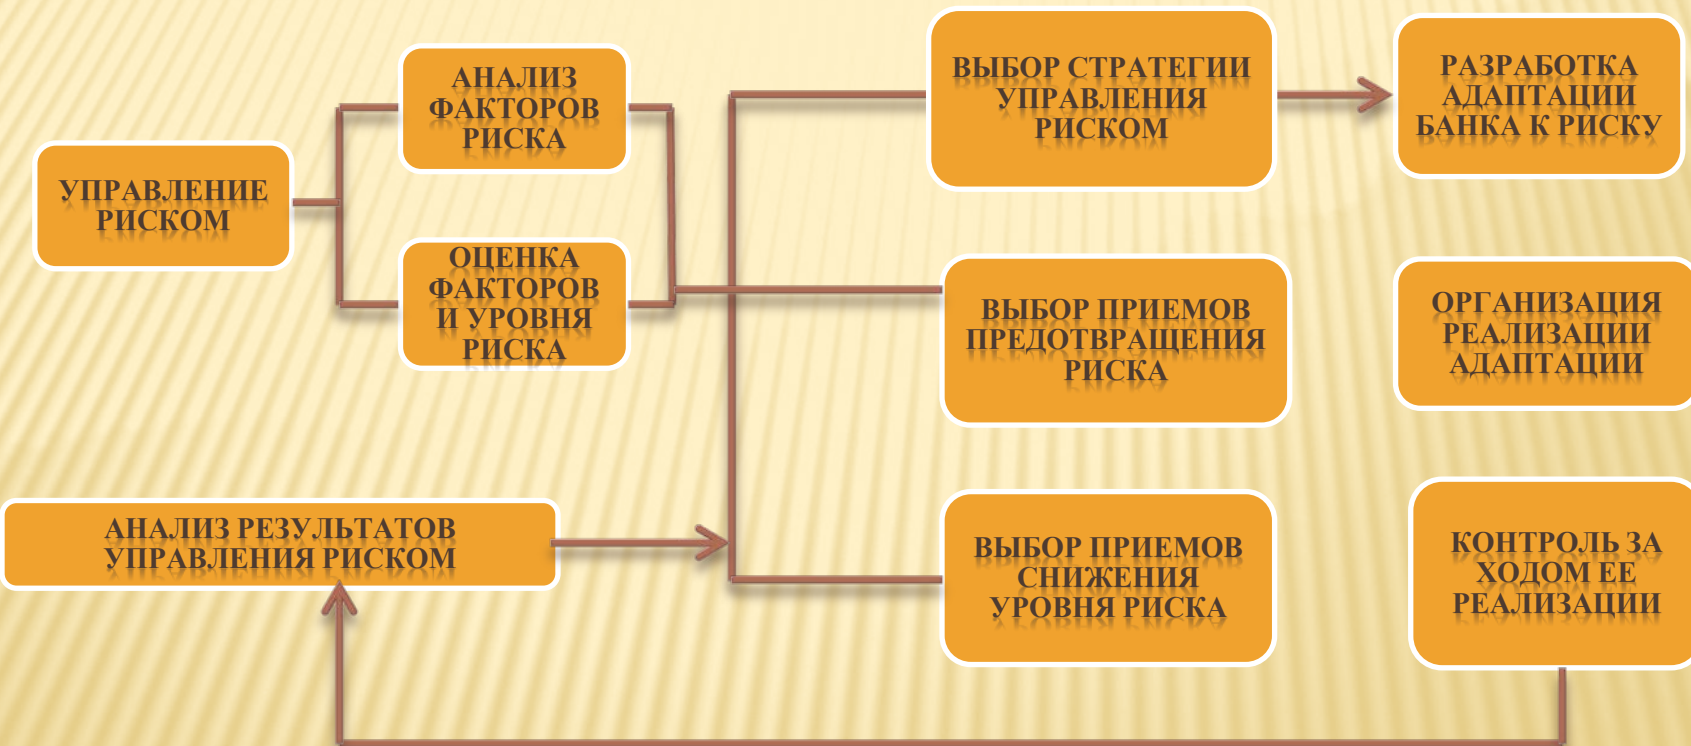 УПРАВЛЕНИЕ
РИСКОМ
АНАЛИЗ
ФАКТОРОВ
РИСКА
ОЦЕНКА
ФАКТОРОВ
И УРОВНЯ
РИСКА
ВЫБОР СТРАТЕГИИ
УПРАВЛЕНИЯ
РИСКОМ
РАЗРАБОТКА
АДАПТАЦИИ
БАНКА К РИСКУ
ВЫБОР ПРИЕМОВ
ПРЕДОТВРАЩЕНИЯ
РИСКА
ОРГАНИЗАЦИЯ
РЕАЛИЗАЦИИ
АДАПТАЦИИ
АНАЛИЗ РЕЗУЛЬТАТОВ
УПРАВЛЕНИЯ РИСКОМ
ВЫБОР ПРИЕМОВ
СНИЖЕНИЯ
УРОВНЯ РИСКА
КОНТРОЛЬ ЗА
ХОДОМ ЕЕ
РЕАЛИЗАЦИИ